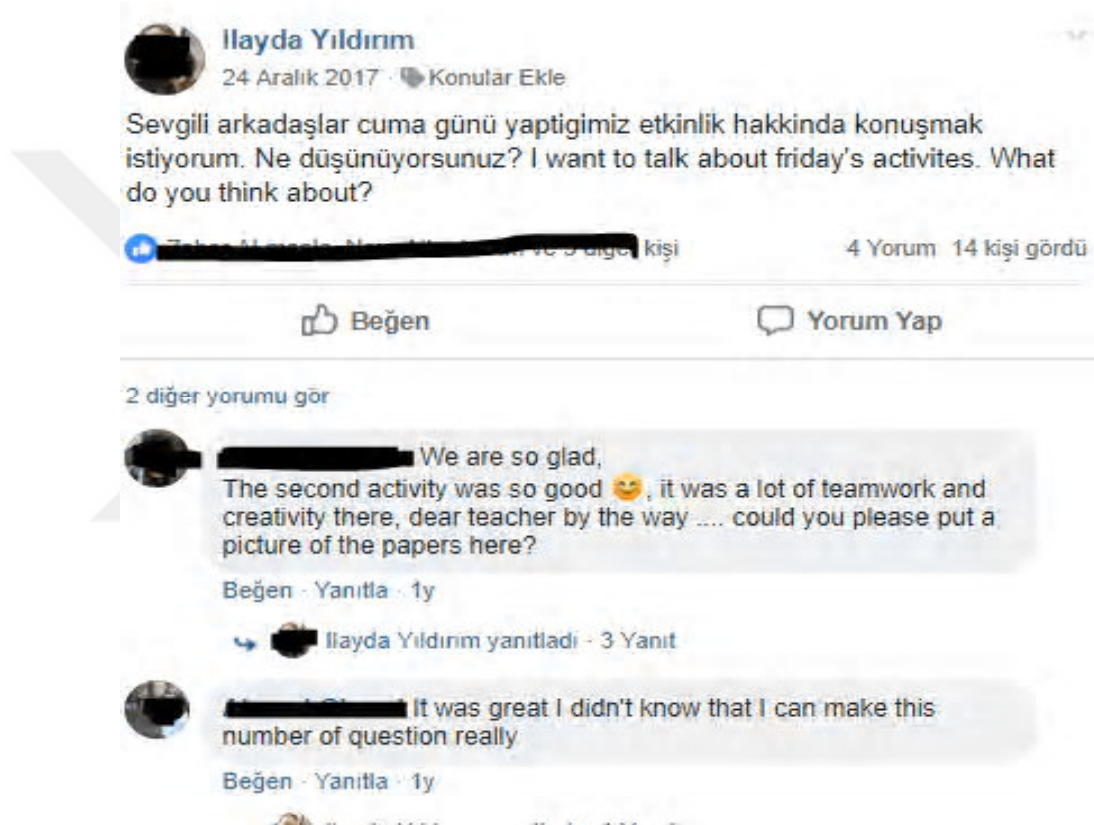 Ilayda Yıldırım
24 Aralık 2017 · Konular Ekle
Sevgili arkadaşlar cuma günü yaptigimiz etkinlik hakkinda konuşmak
istiyorum. Ne düşünüyorsunuz? I want to talk about friday's activites. What
do you think about?
kişi 4 Yorum 14 kişi gördü
Beğen Yorum Yap
2 diğer yorumu gör
We are so glad,
The second activity was so good 😊, it was a lot of teamwork and
creativity there, dear teacher by the way .... could you please put a
picture of the papers here?
Beğen · Yanıtla · 1y
Ilayda Yıldırım yanıtladı · 3 Yanıt
It was great I didn't know that I can make this
number of question really
Beğen · Yanıtla · 1y